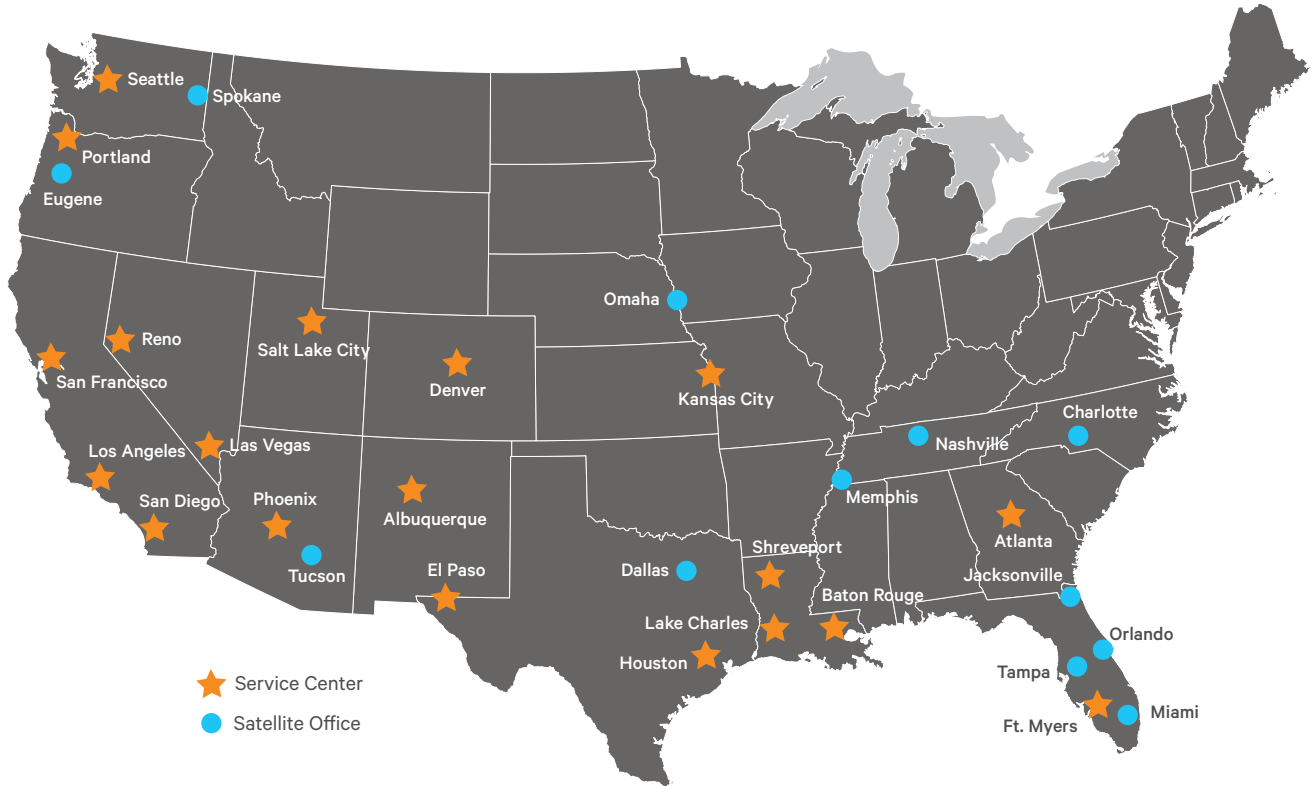 Seattle
Spokane
Portland
Eugene
Omaha
Reno
Salt Lake City
San Francisco
Denver
Kansas City
Charlotte
Las Vegas
Nashville
Los Angeles
San Diego
Phoenix
Memphis
Albuquerque
Atlanta
Shreveport
Tucson
El Paso
Dallas
Jacksonville
Baton Rouge
Lake Charles
Orlando
Houston
Tampa
Service Center
Miami
Satellite Office
Ft. Myers